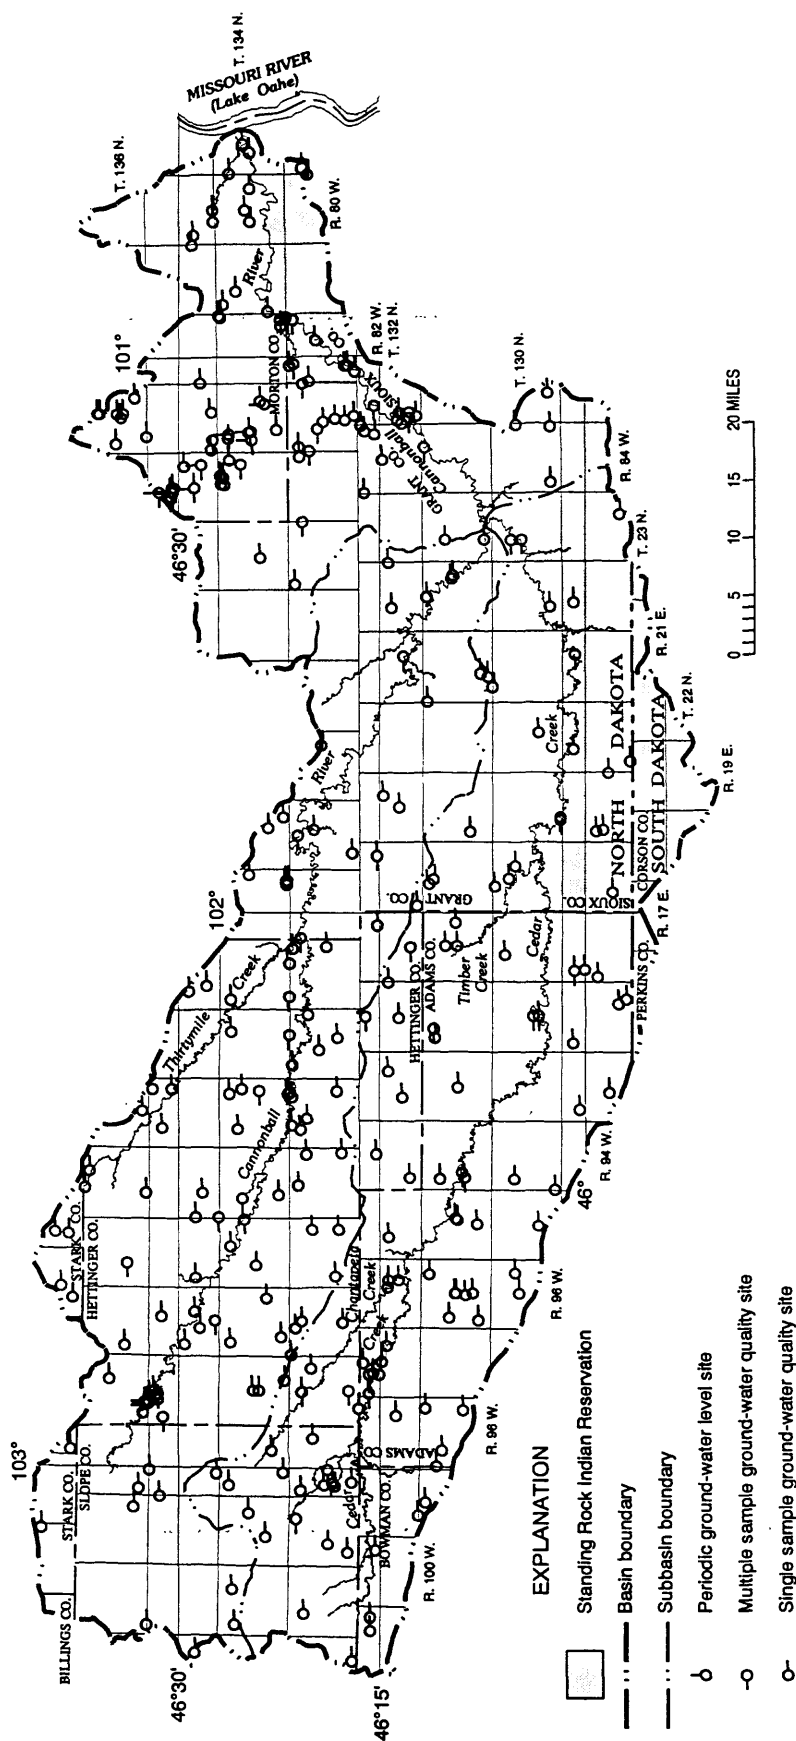 MISSOURI RIVER
(Lake Oahe)
T. 134 N.
T. 136 N.
R. 80 W.
River
101°
MORTON CO.
SIOUX
R. 82 W.
T. 132 N.
GRANT CO.
Cannonball
T. 130 N.
46°30'
R. 84 W.
T. 23 N.
R. 21 E.
T. 22 N.
R. 19 E.
NORTH DAKOTA
SOUTH DAKOTA
Creek
River
CORSON CO.
SIOUX CO.
GRANT CO.
R. 17 E.
102°
Cedar
Timber
Creek
HETTINGER CO.
ADAMS CO.
PERKINS CO.
Thirtymile
Creek
Cannonball
R. 94 W.
46°
STARK CO.
HETTINGER CO.
Chantapeta
Creek
Creek
R. 96 W.
R. 96 W.
103°
STARK CO.
SLOPE CO.
ADAMS CO.
Cedar
BOWMAN CO.
R. 100 W.
BILLINGS CO.
46°30'
46°15'
0 5 10 15 20 MILES
EXPLANATION
Standing Rock Indian Reservation
Basin boundary
Subbasin boundary
Periodic ground-water level site
Multiple sample ground-water quality site
Single sample ground-water quality site